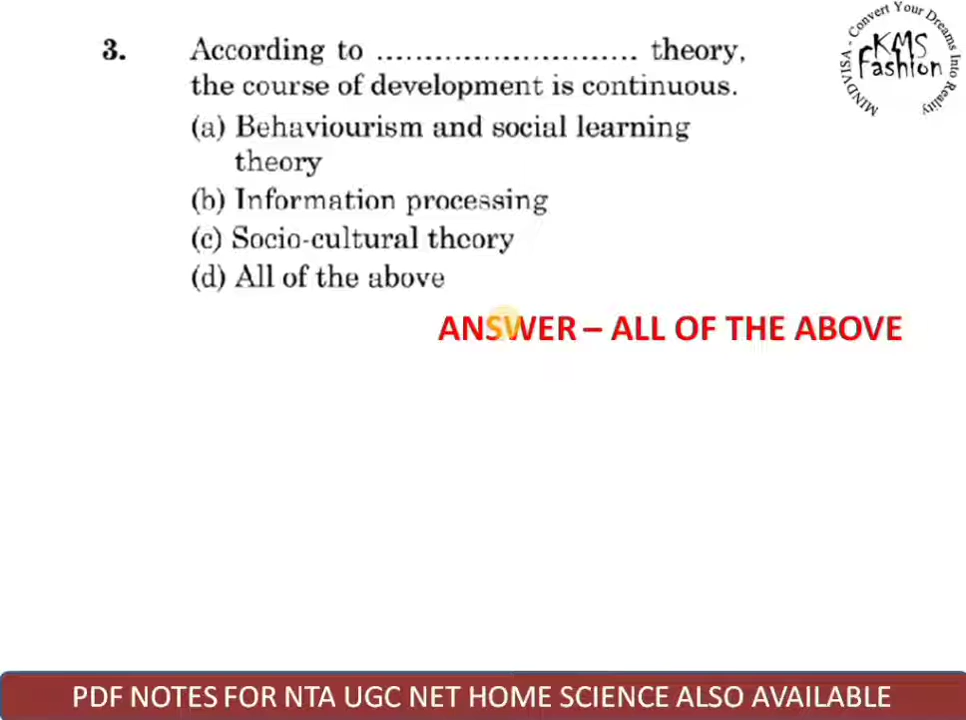 3. According to ........................... theory,
the course of development is continuous.
(a) Behaviourism and social learning
theory
(b) Information processing
(c) Socio-cultural theory
(d) All of the above
ANSWER – ALL OF THE ABOVE
MINDVISA - Convert Your Dreams Into Reality
KMS
Fashion
PDF NOTES FOR NTA UGC NET HOME SCIENCE ALSO AVAILABLE